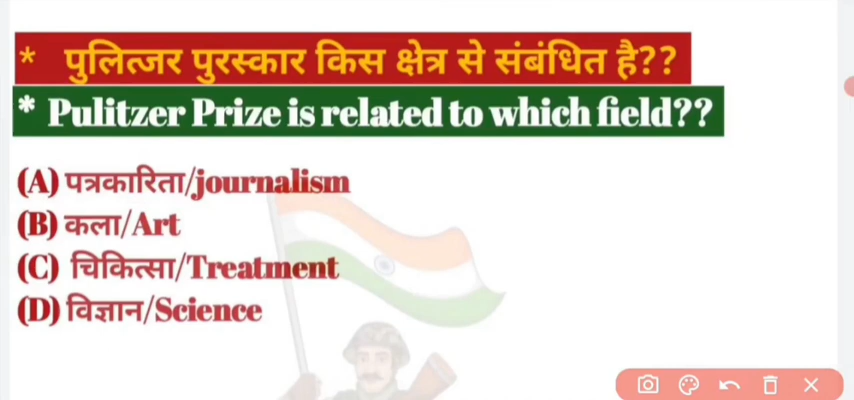 * पुलित्जर पुरस्कार किस क्षेत्र से संबंधित है??
* Pulitzer Prize is related to which field??
(A) पत्रकारिता/journalism
(B) कला/Art
(C) चिकित्सा/Treatment
(D) विज्ञान/Science